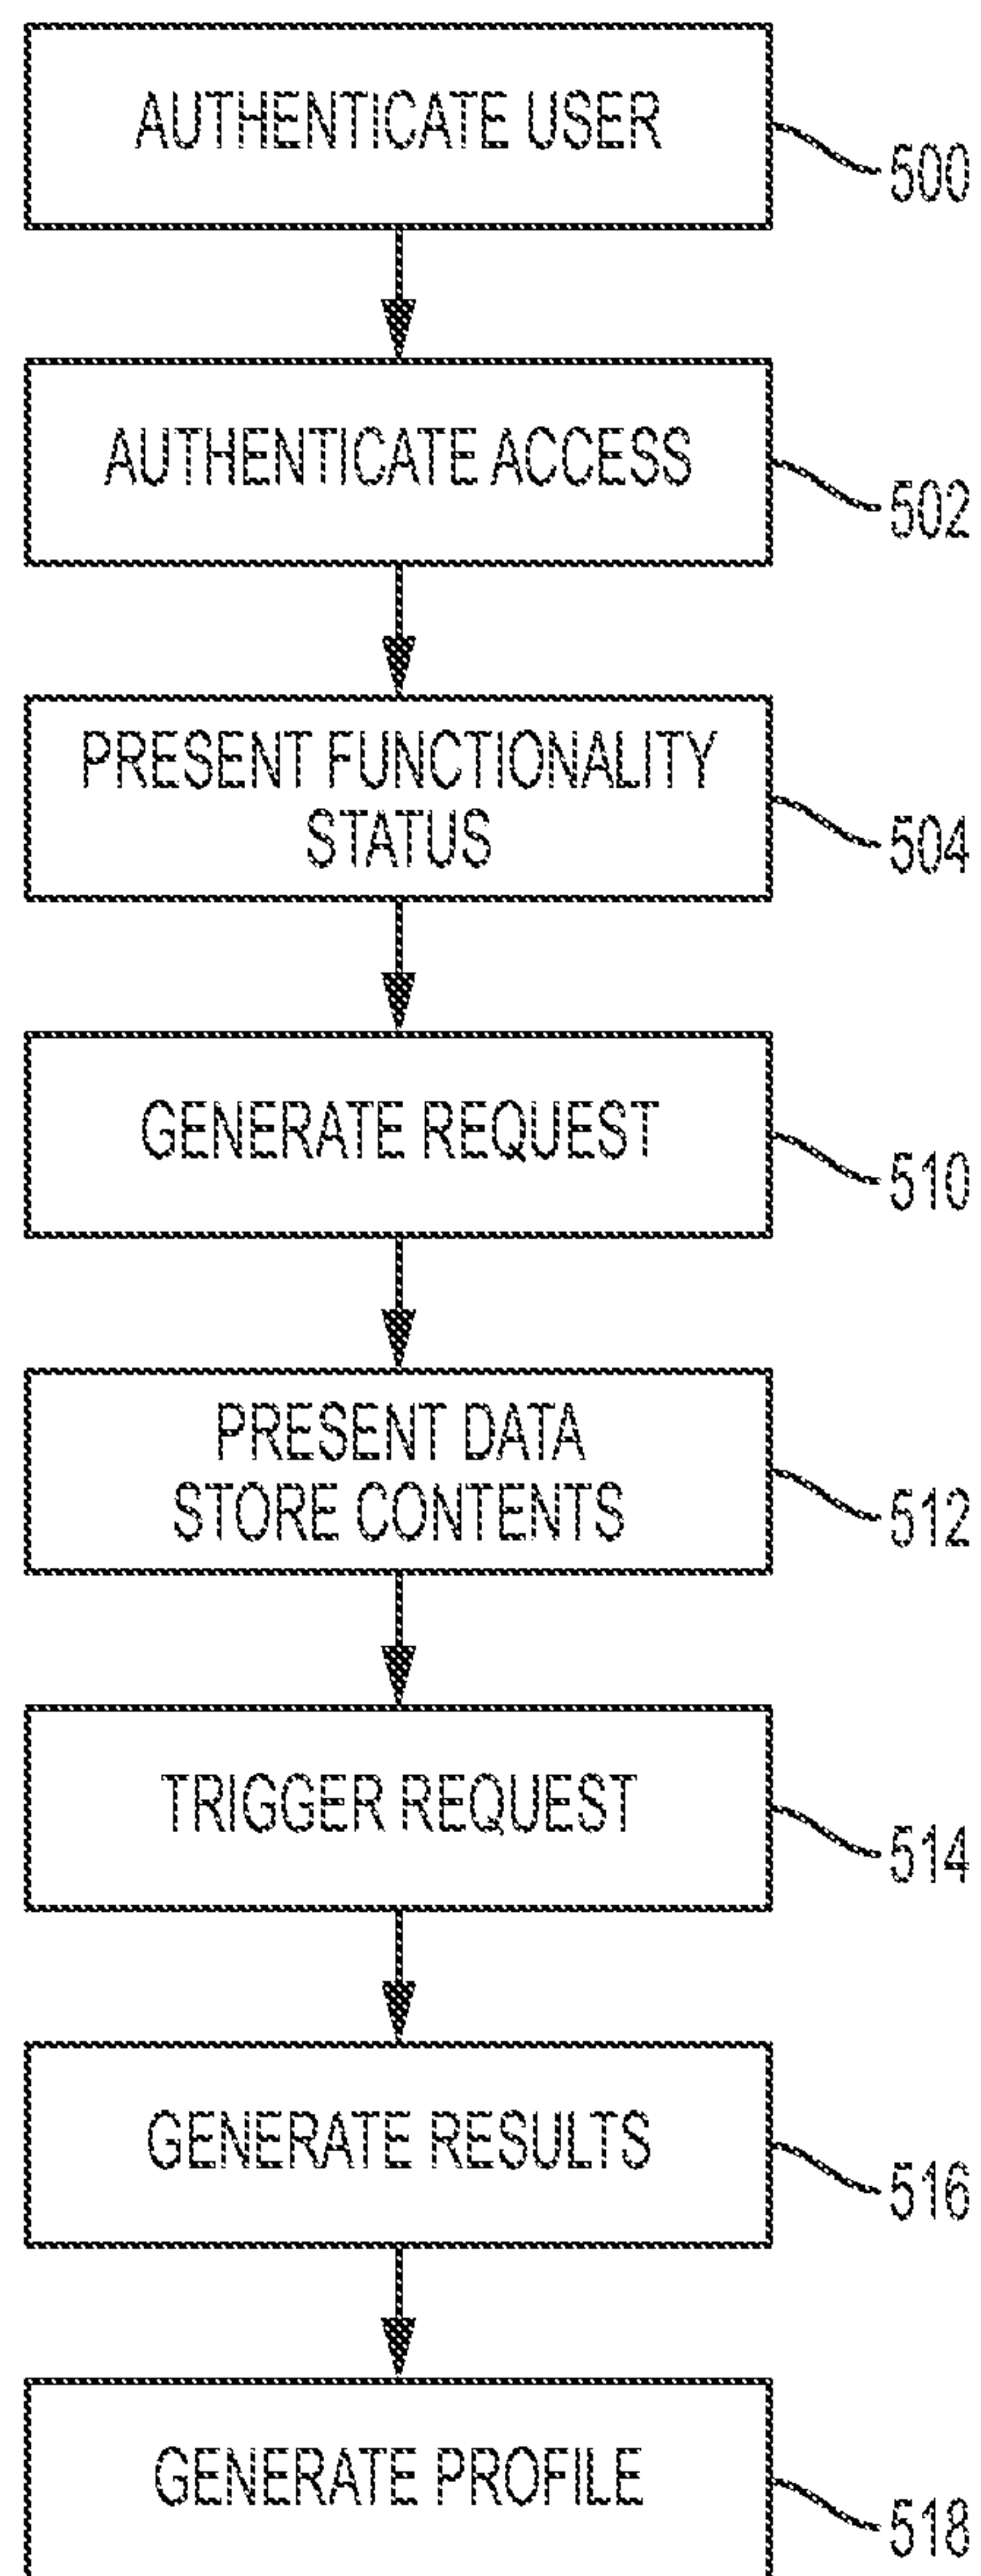 AUTHENTICATE USER
500
AUTHENTICATE ACCESS
502
PRESENT FUNCTIONALITY
STATUS
504
GENERATE REQUEST
510
PRESENT DATA
STORE CONTENTS
512
TRIGGER REQUEST
514
GENERATE RESULTS
516
GENERATE PROFILE
518